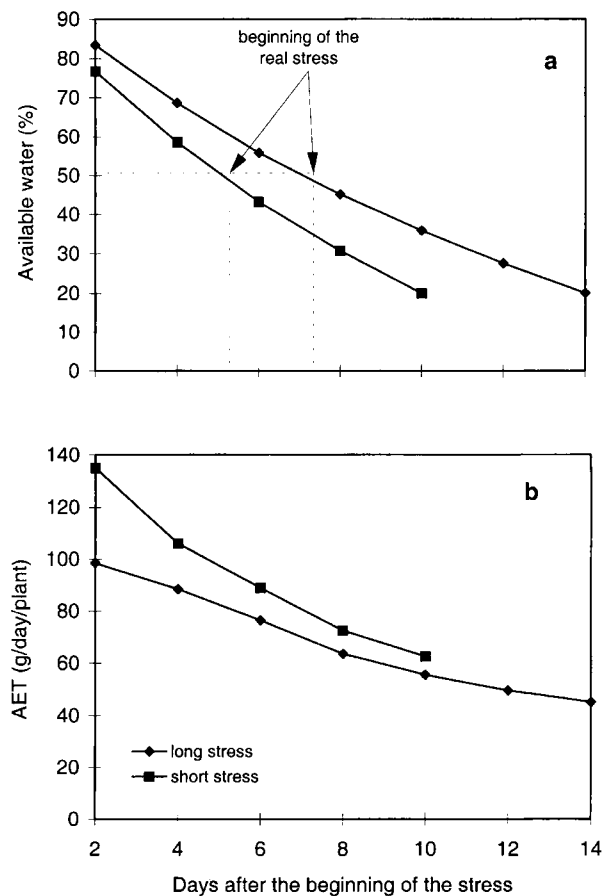 90
80
70
60
50
40
30
20
10
0
Available water (%)
beginning of the
real stress
a
140
120
100
80
60
40
20
0
AET (g/day/plant)
b
long stress
short stress
2 4 6 8 10 12 14
Days after the beginning of the stress